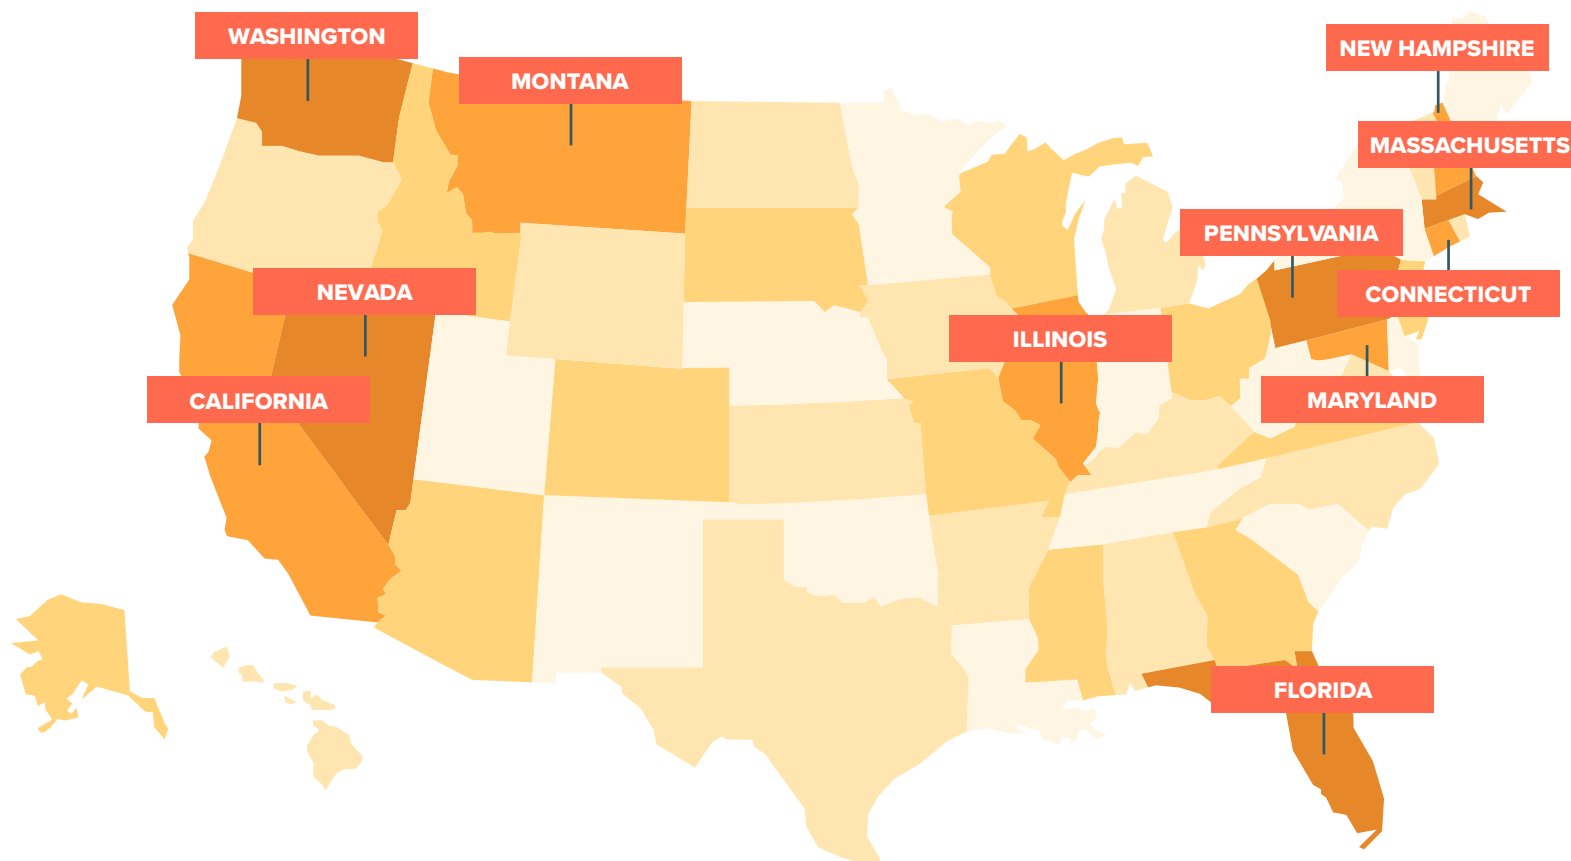 WASHINGTON
NEW HAMPSHIRE
MONTANA
MASSACHUSETTS
PENNSYLVANIA
NEVADA
CONNECTICUT
ILLINOIS
CALIFORNIA
MARYLAND
FLORIDA